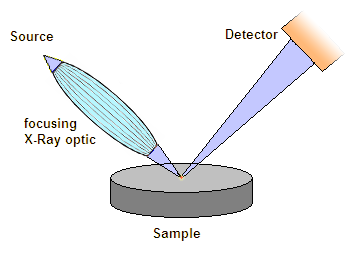 Source
Detector
focusing
X-Ray optic
Sample